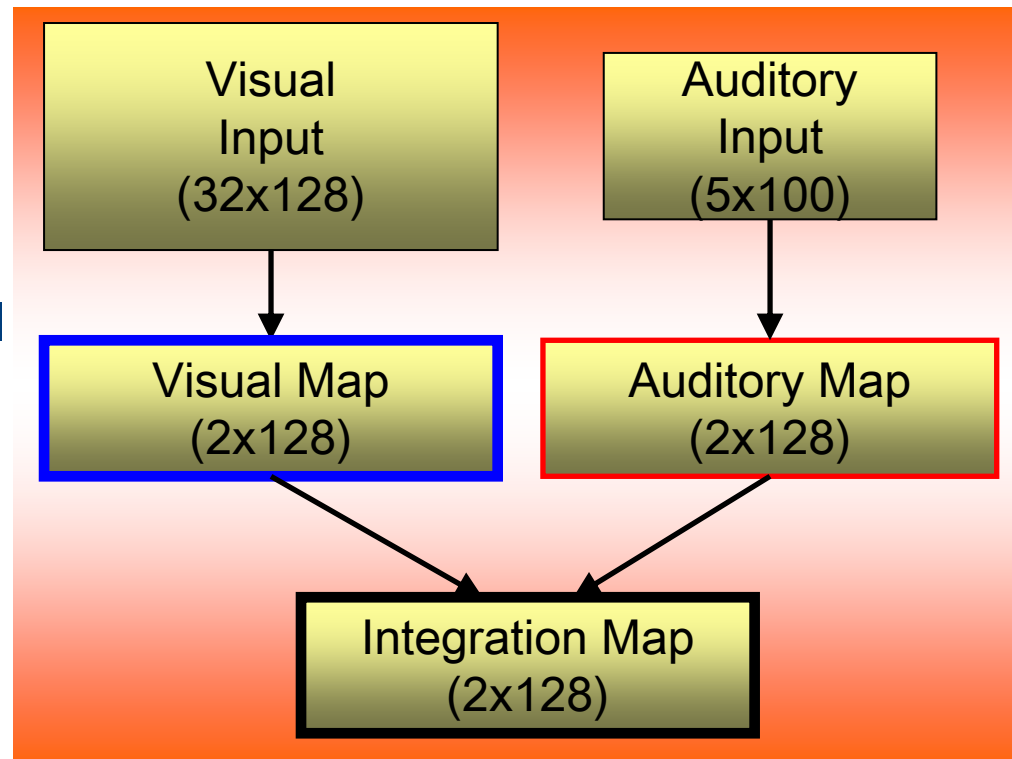 Visual
Input
(32x128)
Auditory
Input
(5x100)
Visual Map
(2x128)
Auditory Map
(2x128)
Integration Map
(2x128)